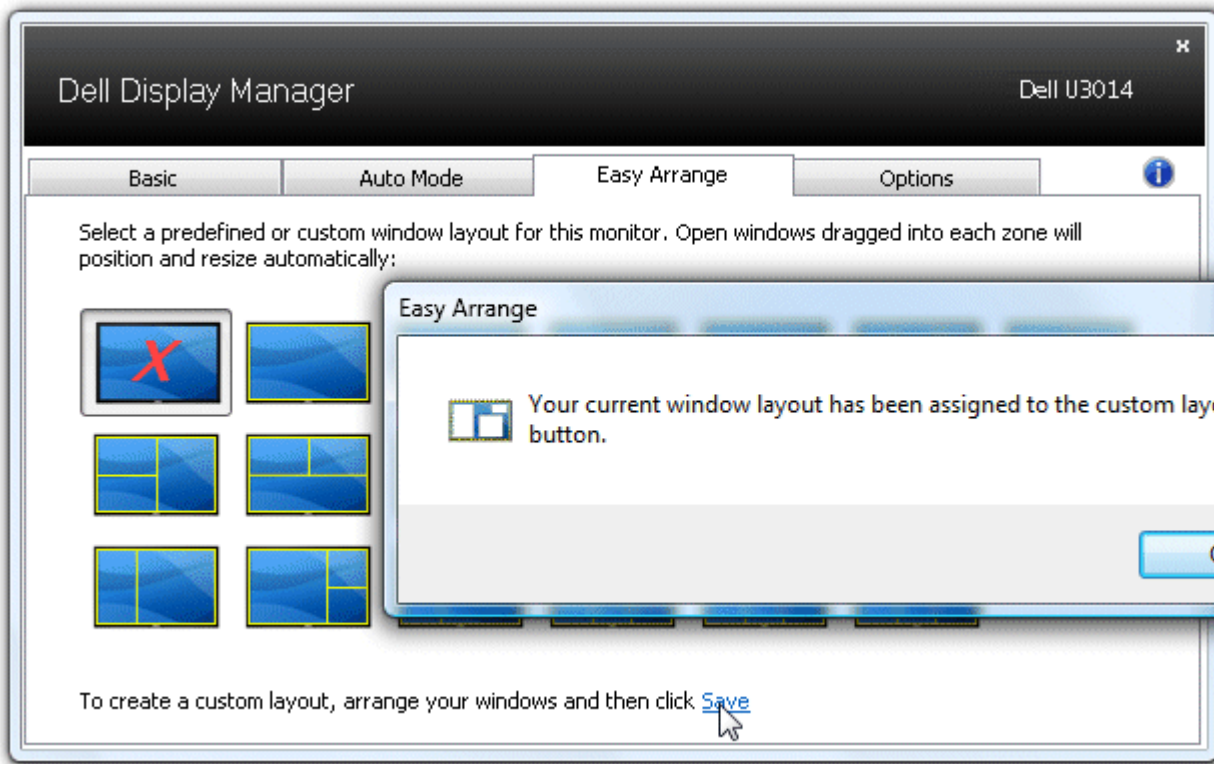 Dell Display Manager
Dell U3014
Basic
Auto Mode
Easy Arrange
Options
Select a predefined or custom window layout for this monitor. Open windows dragged into each zone will
position and resize automatically:
Easy Arrange
Your current window layout has been assigned to the custom
button.
To create a custom layout, arrange your windows and then click Save